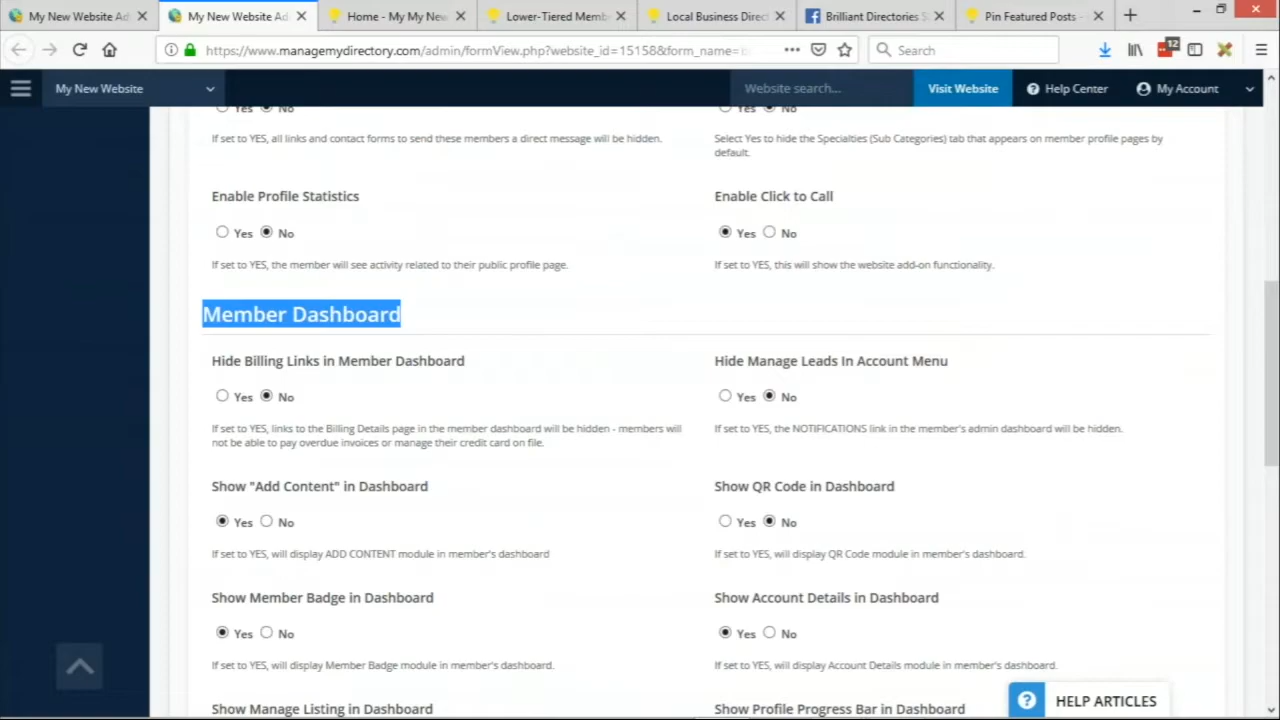 My New Website Ad
My New Website Ad
Home - My My New
Lower-Tiered Memb
Local Business Direc
Brilliant Directories S
Pin Featured Posts -
https://www.managemydirectory.com/admin/formView.php?website_id=15158&form_name=
Search
12
My New Website
Website search...
Visit Website
Help Center
My Account
Yes No
Yes No
If set to YES, all links and contact forms to send these members a direct message will be hidden.
Select Yes to hide the Specialties (Sub Categories) tab that appears on member profile pages by
default.
Enable Profile Statistics
Enable Click to Call
Yes No
Yes No
If set to YES, the member will see activity related to their public profile page.
If set to YES, this will show the website add-on functionality.
Member Dashboard
Hide Billing Links in Member Dashboard
Hide Manage Leads In Account Menu
Yes No
Yes No
If set to YES, links to the Billing Details page in the member dashboard will be hidden - members will
not be able to pay overdue invoices or manage their credit card on file.
If set to YES, the NOTIFICATIONS link in the member's admin dashboard will be hidden.
Show "Add Content" in Dashboard
Show QR Code in Dashboard
Yes No
Yes No
If set to YES, will display ADD CONTENT module in member's dashboard
If set to YES, will display QR Code module in member's dashboard.
Show Member Badge in Dashboard
Show Account Details in Dashboard
Yes No
Yes No
If set to YES, will display Member Badge module in member's dashboard.
If set to YES, will display Account Details module in member's dashboard.
Show Manage Listing in Dashboard
Show Profile Progress Bar in Dashboard
HELP ARTICLES